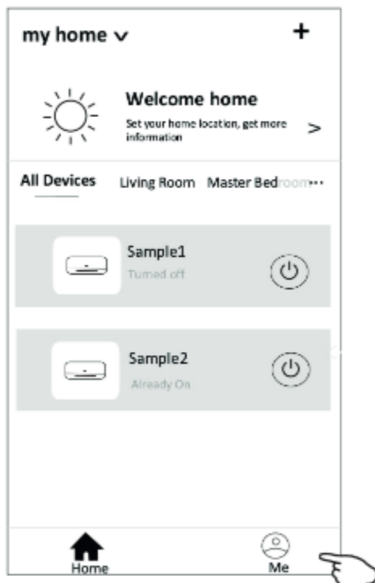 my home
Welcome home
Set your home location, get more
information
All Devices Living Room Master Bedroom
Sample1
Turned off
Sample2
Already On
Home
Me